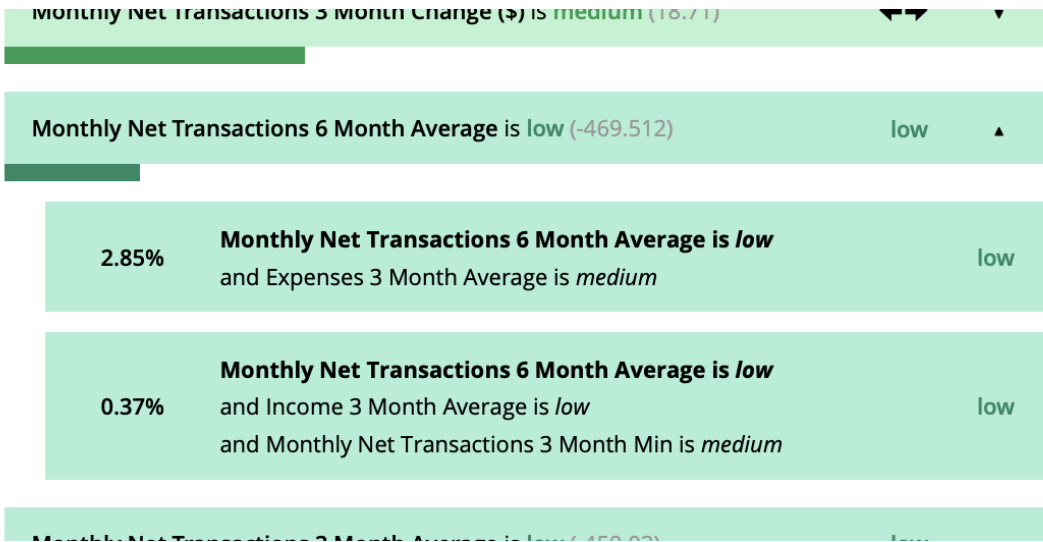 Monthly Net Transactions 3 Month Change ($) is medium (18.71)
Monthly Net Transactions 6 Month Average is low (-469.512) low
Monthly Net Transactions 6 Month Average is low
2.85% low
and Expenses 3 Month Average is medium
Monthly Net Transactions 6 Month Average is low
0.37% and Income 3 Month Average is low low
and Monthly Net Transactions 3 Month Min is medium
Monthly Net Transactions 3 Month Average is low (-459.93) low